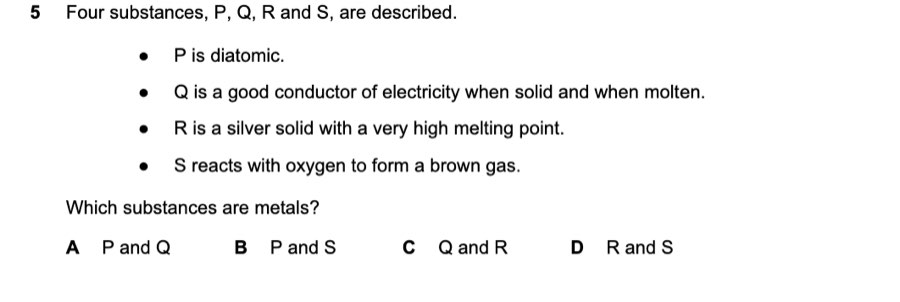 5 Four substances, P, Q, R and S, are described.
• P is diatomic.
• Q is a good conductor of electricity when solid and when molten.
• R is a silver solid with a very high melting point.
• S reacts with oxygen to form a brown gas.
Which substances are metals?
A P and Q B P and S C Q and R D R and S